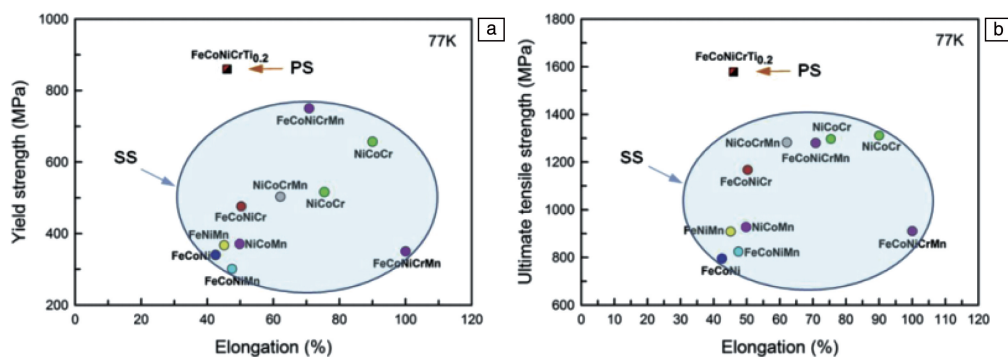 a
77K
FeCoNiCrTi0.2
PS
SS
FeCoNiCrMn
NiCoCr
NiCoCrMn
NiCoCr
FeCoNiCr
FeNiMn
NiCoMn
FeCoNi
FeCoNiMn
FeCoNiCrMn
Yield strength (MPa)
1000
800
600
400
200
0 20 40 60 80 100 120
Elongation (%)
b
77K
FeCoNiCrTi0.2
PS
SS
NiCoCr
NiCoCrMn
NiCoCr
FeCoNiCrMn
FeCoNiCr
FeNiMn
NiCoMn
FeCoNiCrMn
FeCoNiMn
FeCoNi
Ultimate tensile strength (MPa)
1800
1600
1400
1200
1000
800
600
0 10 20 30 40 50 60 70 80 90 100 110 120
Elongation (%)